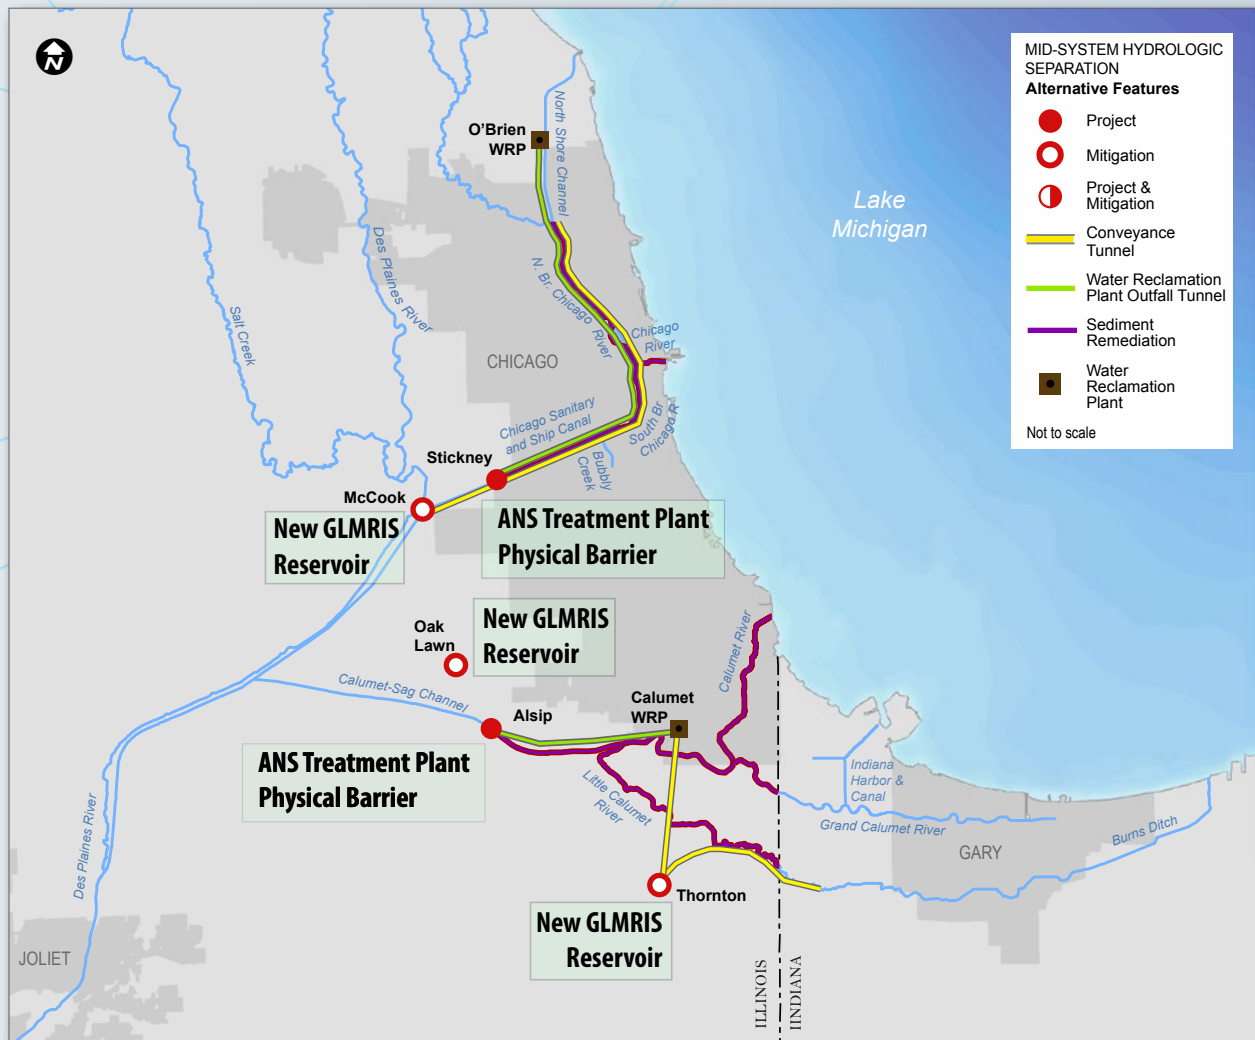 N
MID-SYSTEM HYDROLOGIC
SEPARATION
Alternative Features
Project
Mitigation
Project &
Mitigation
Conveyance
Tunnel
Water Reclamation
Plant Outfall Tunnel
Sediment
Remediation
Water
Reclamation
Plant
Not to scale
O'Brien
WRP
North Shore Channel
Lake
Michigan
Des Plaines River
Salt Creek
N. Br. Chicago River
Chicago
River
CHICAGO
Chicago Sanitary
and Ship Canal
South Br
Chicago R
Bubbly
Creek
Stickney
McCook
New GLMRIS
Reservoir
ANS Treatment Plant
Physical Barrier
Oak
Lawn
New GLMRIS
Reservoir
Calumet River
Calumet-Sag Channel
Alsip
Calumet
WRP
ANS Treatment Plant
Physical Barrier
Little Calumet
River
Indiana
Harbor &
Canal
Grand Calumet River
Burns Ditch
GARY
Des Plaines River
Thornton
New GLMRIS
Reservoir
JOLIET
ILLINOIS
IINDIANA